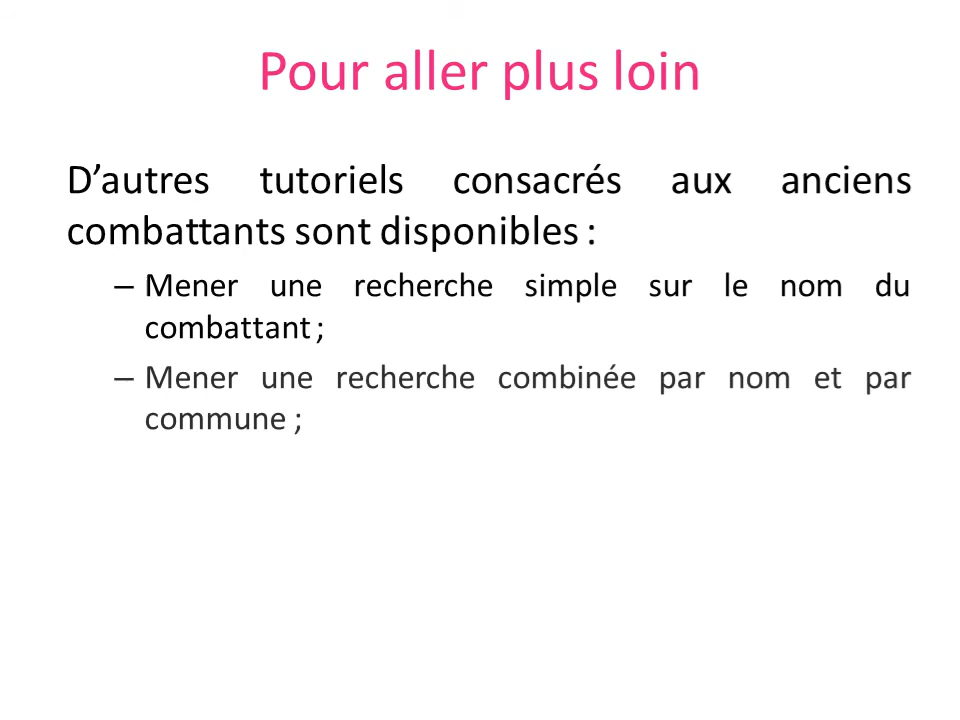 Pour aller plus loin
D’autres tutoriels consacrés aux anciens
combattants sont disponibles :
– Mener une recherche simple sur le nom du
combattant ;
– Mener une recherche combinée par nom et par
commune ;